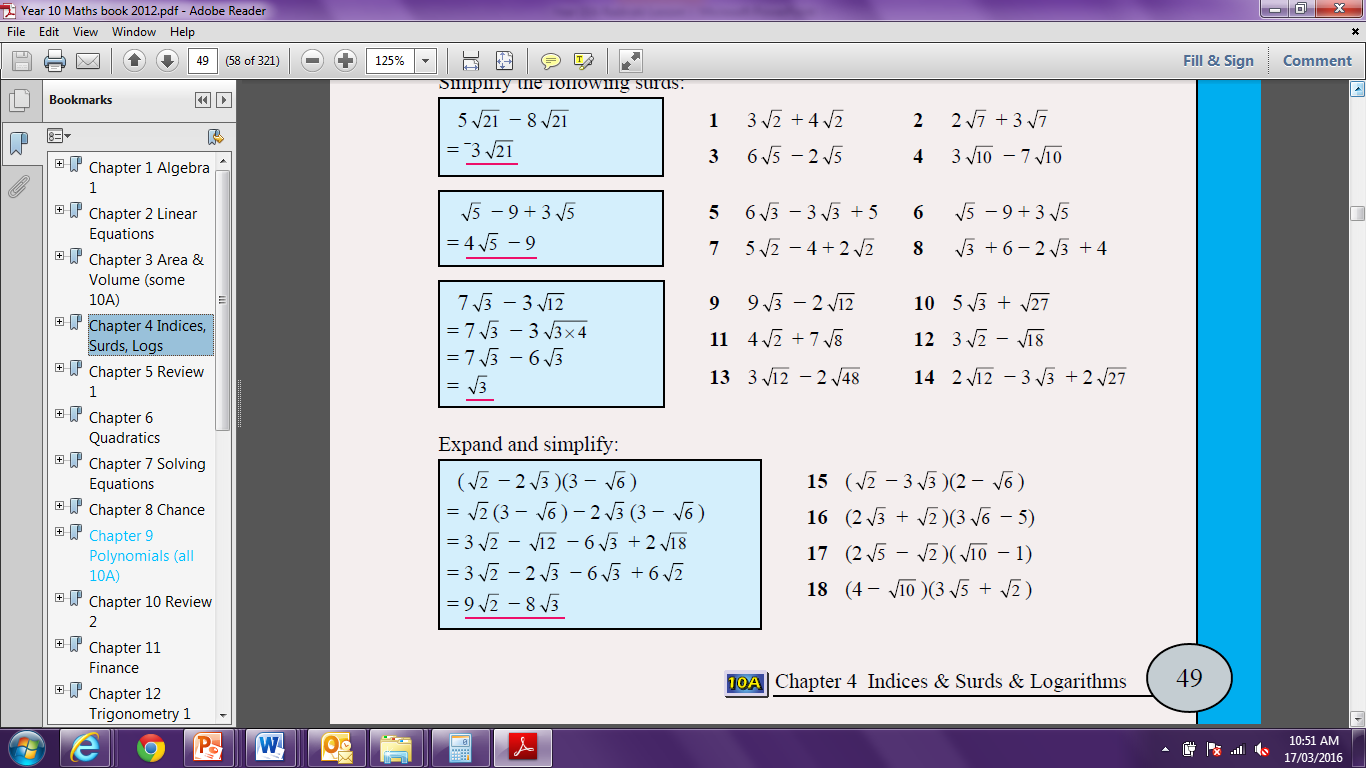 Year 10 Maths book 2012.pdf - Adobe Reader
File Edit View Window Help
49 (58 of 321) 125% Fill & Sign Comment
Bookmarks
Chapter 1 Algebra
1
Chapter 2 Linear
Equations
Chapter 3 Area &
Volume (some
10A)
Chapter 4 Indices,
Surds, Logs
Chapter 5 Review
1
Chapter 6
Quadratics
Chapter 7 Solving
Equations
Chapter 8 Chance
Chapter 9
Polynomials (all
10A)
Chapter 10 Review
2
Chapter 11
Finance
Chapter 12
Trigonometry 1
Simplify the following surds:
5√21 − 8√21
= ⁻3√21
1 3√2 + 4√2 2 2√7 + 3√7
3 6√5 − 2√5 4 3√10 − 7√10
√5 − 9 + 3√5
= 4√5 − 9
5 6√3 − 3√3 + 5 6 √5 − 9 + 3√5
7 5√2 − 4 + 2√2 8 √3 + 6 − 2√3 + 4
7√3 − 3√12
= 7√3 − 3√3×4
= 7√3 − 6√3
= √3
9 9√3 − 2√12 10 5√3 + √27
11 4√2 + 7√8 12 3√2 − √18
13 3√12 − 2√48 14 2√12 − 3√3 + 2√27
Expand and simplify:
(√2 − 2√3)(3 − √6)
= √2(3 − √6) − 2√3(3 − √6)
= 3√2 − √12 − 6√3 + 2√18
= 3√2 − 2√3 − 6√3 + 6√2
= 9√2 − 8√3
15 (√2 − 3√3)(2 − √6)
16 (2√3 + √2)(3√6 − 5)
17 (2√5 − √2)(√10 − 1)
18 (4 − √10)(3√5 + √2)
10A Chapter 4 Indices & Surds & Logarithms 49
10:51 AM
17/03/2016